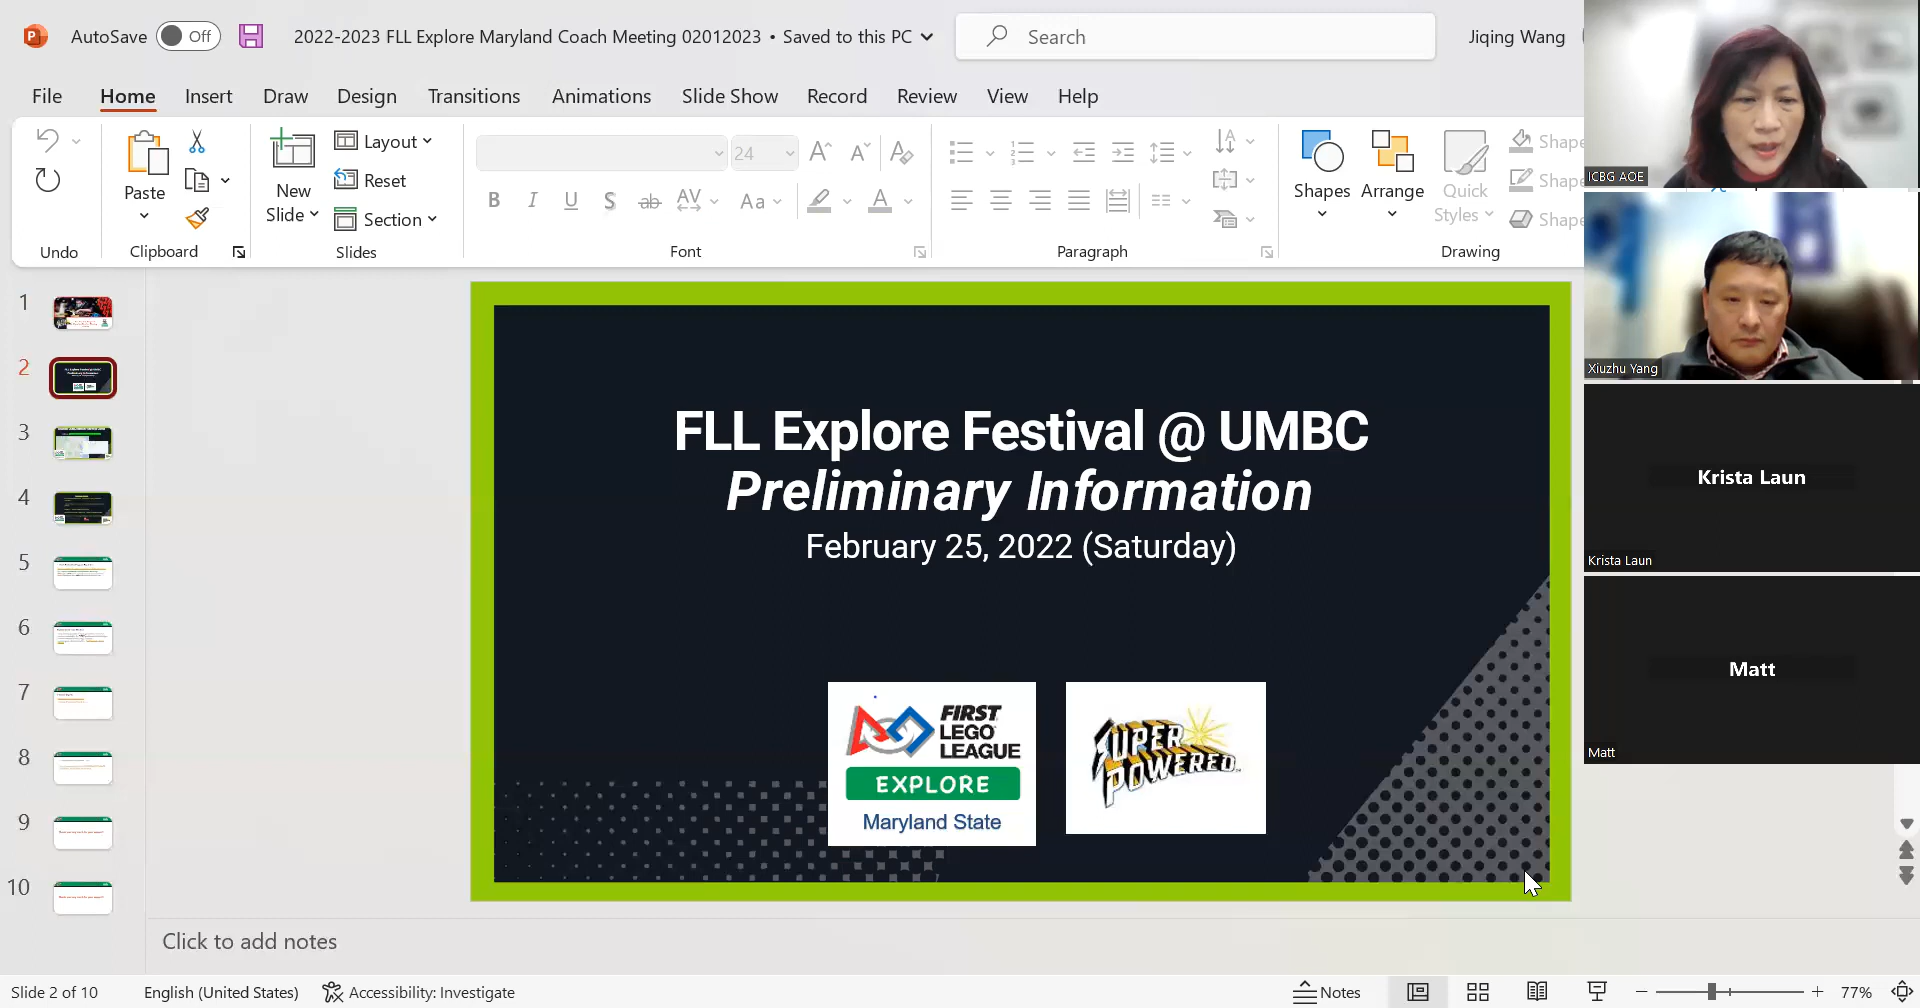 AutoSave
Off
2022-2023 FLL Explore Maryland Coach Meeting 02012023 • Saved to this PC
Search
Jiqing Wang
File
Home
Insert
Draw
Design
Transitions
Animations
Slide Show
Record
Review
View
Help
Undo
Paste
Clipboard
New
Slide
Layout
Reset
Section
Slides
24
Font
Paragraph
Shapes
Arrange
Quick
Styles
Shape
Shape
Shape
Drawing
1
2
3
4
5
6
7
8
9
10
FLL Explore Festival @ UMBC
Preliminary Information
February 25, 2022 (Saturday)
FIRST
LEGO
LEAGUE
EXPLORE
Maryland State
SUPER
POWERED
ICBG AOE
Xiuzhu Yang
Krista Laun
Krista Laun
Matt
Matt
Click to add notes
Slide 2 of 10
English (United States)
Accessibility: Investigate
Notes
77%